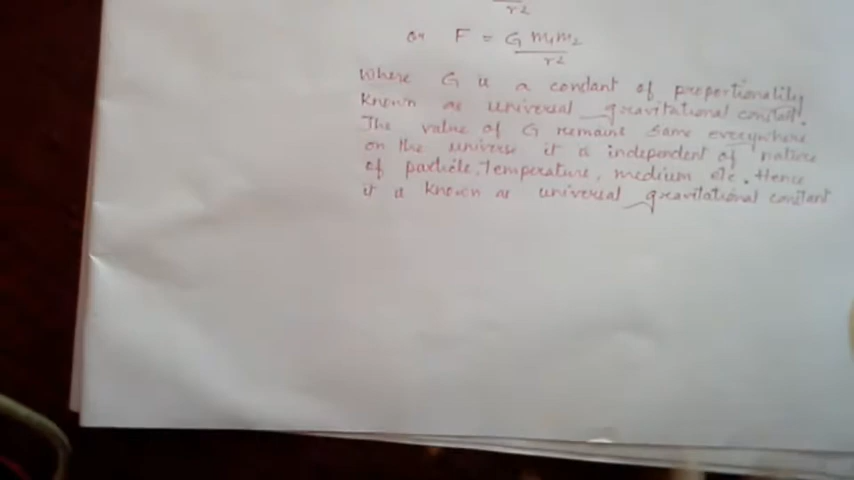 r2
or F = G m1m2
r2
Where G is a constant of proportionality
known as universal gravitational constant.
The value of G remains same everywhere
on the universe it is independent of nature
of particle, Temperature, medium etc. Hence
it is known as universal gravitational constant